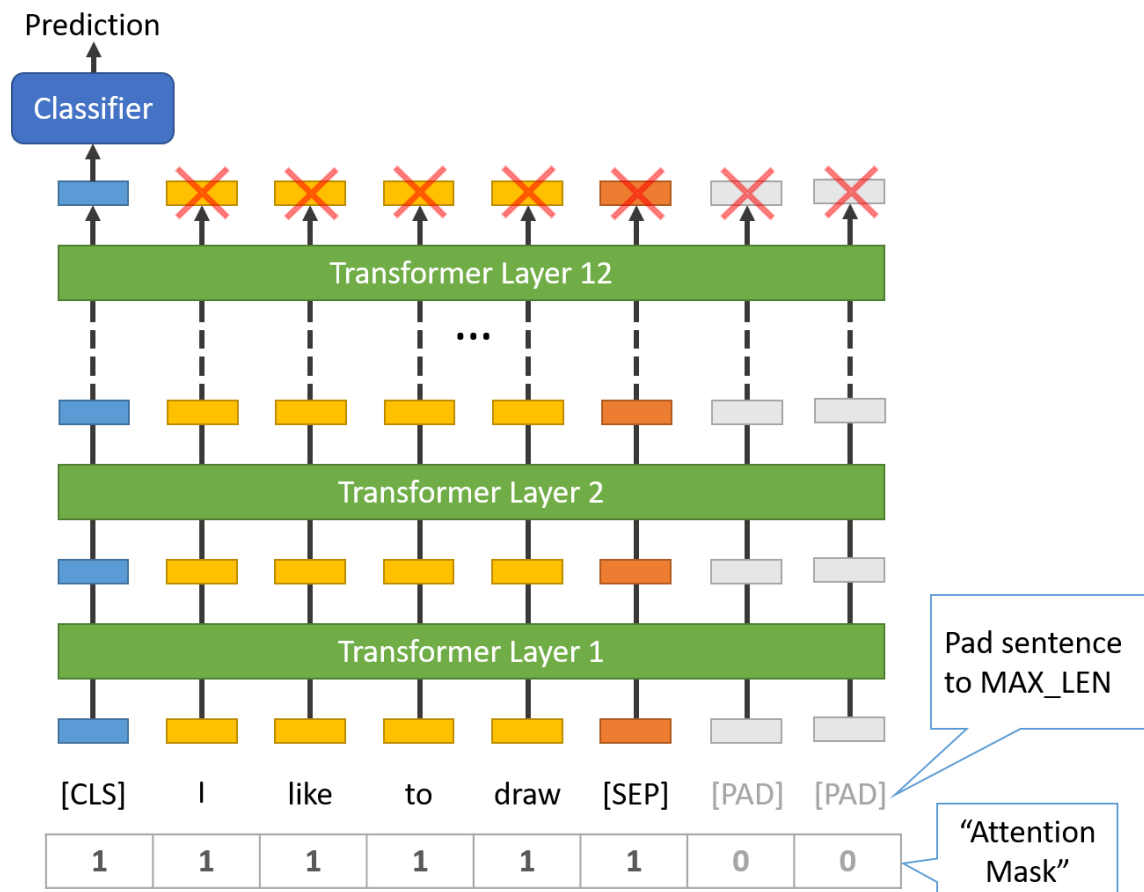 Prediction
Classifier
Transformer Layer 12
...
Transformer Layer 2
Transformer Layer 1
Pad sentence
to MAX_LEN
[CLS] I like to draw [SEP] [PAD] [PAD]
1 1 1 1 1 1 0 0
“Attention
Mask”